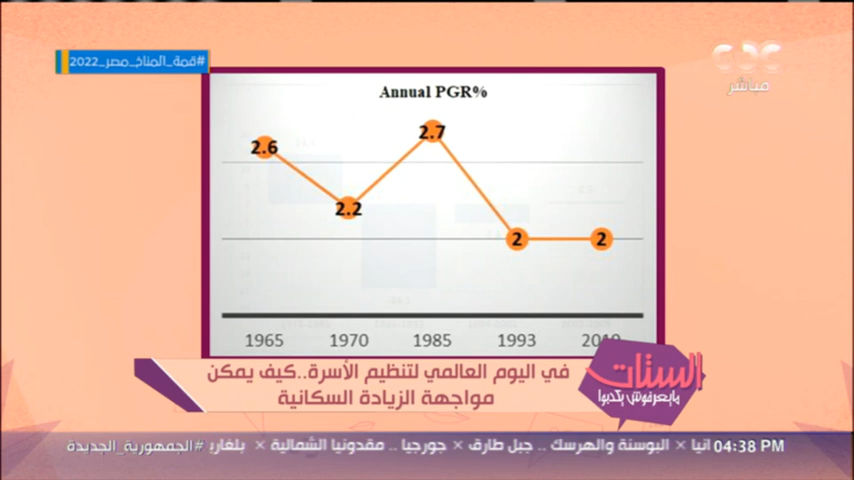 #قمة_المناخ_مصر_2022
CBC
مباشر
Annual PGR%
2.6
2.2
2.7
2
2
1965 1970 1985 1993
في اليوم العالمي لتنظيم الأسرة..كيف يمكن
مواجهة الزيادة السكانية
الستات
مايعرفوش يكدبوا
04:38 PM
انيا × البوسنة والهرسك .. جبل طارق × جورجيا .. مقدونيا الشمالية × بلغاري
#الجمهورية_الجديدة